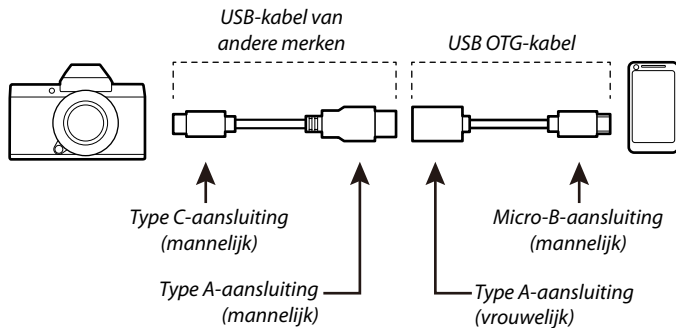 USB-kabel van
andere merken
USB OTG-kabel
Type C-aansluiting
(mannelijk)
Micro-B-aansluiting
(mannelijk)
Type A-aansluiting
(mannelijk)
Type A-aansluiting
(vrouwelijk)